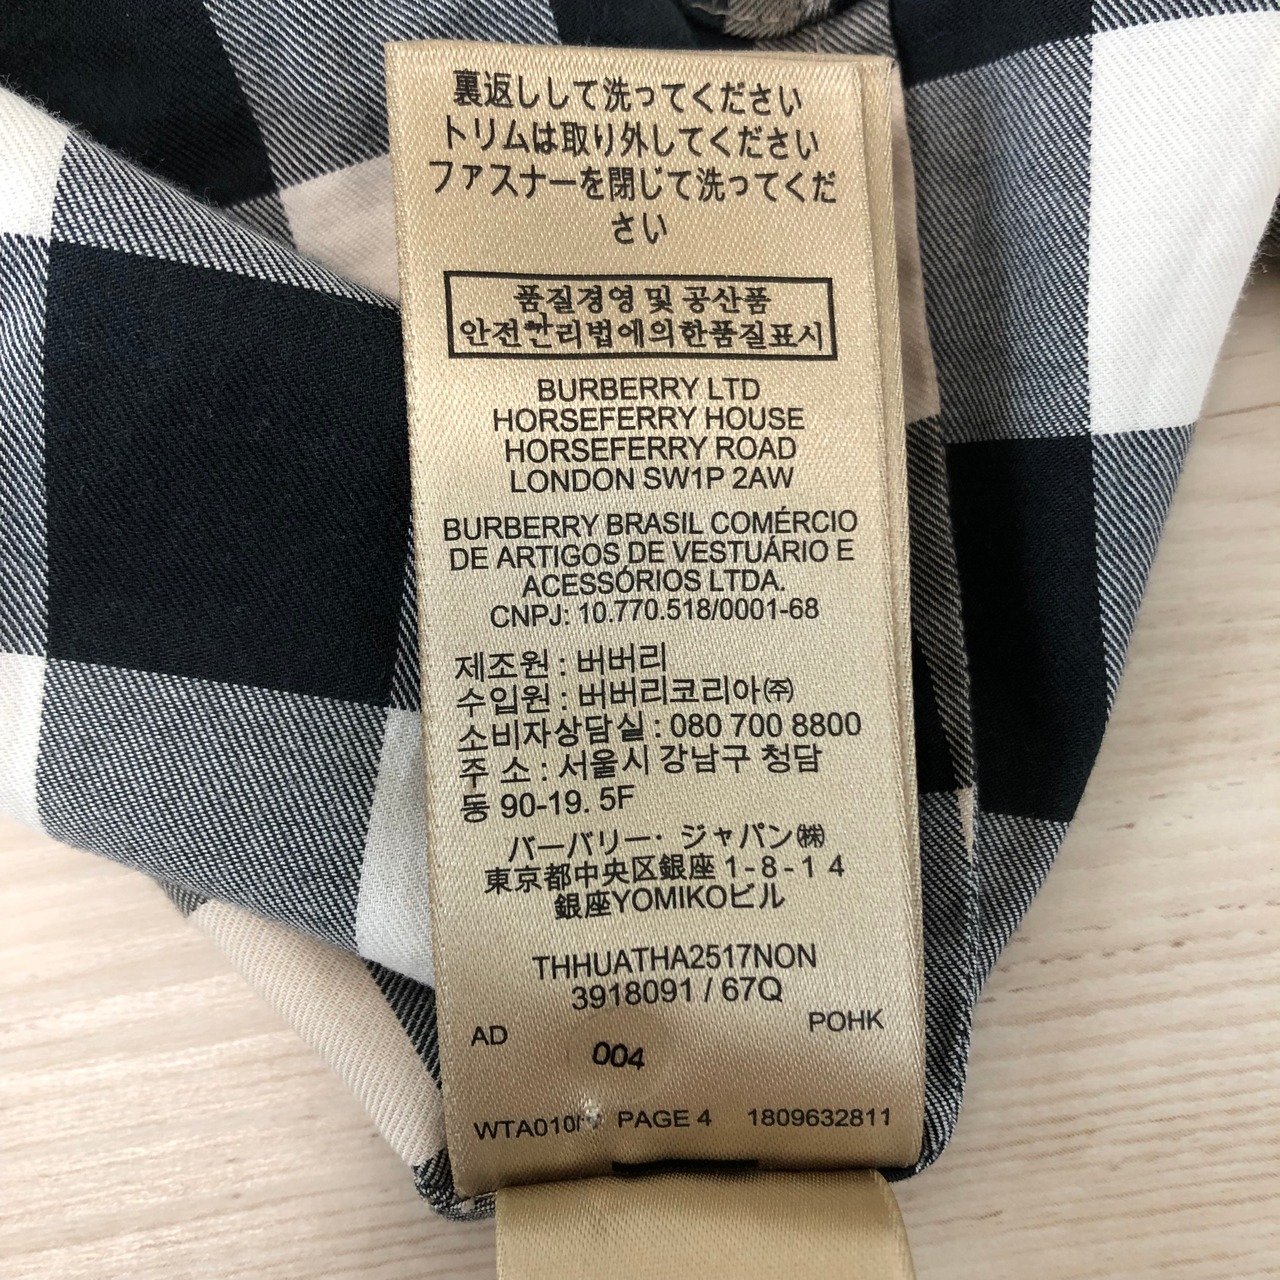 裏返しして洗ってください
トリムは取り外してください
ファスナーを閉じて洗ってくだ
さい
품질경영 및 공산품
안전관리법에의한품질표시
BURBERRY LTD
HORSEFERRY HOUSE
HORSEFERRY ROAD
LONDON SW1P 2AW
BURBERRY BRASIL COMÉRCIO
DE ARTIGOS DE VESTUÁRIO E
ACESSÓRIOS LTDA.
CNPJ: 10.770.518/0001-68
제조원 : 버버리
수입원 : 버버리코리아㈜
소비자상담실 : 080 700 8800
주 소 : 서울시 강남구 청담
동 90-19. 5F
バーバリー・ジャパン㈱
東京都中央区銀座 1-8-14
銀座YOMIKOビル
THHUATHA2517NON
3918091 / 67Q
AD POHK
004
PAGE 4 1809632811